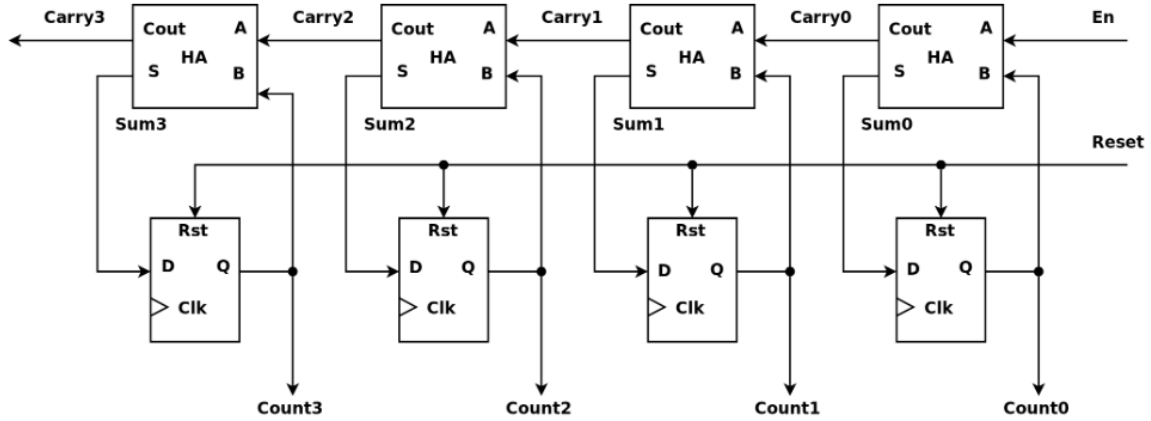 Carry3 Carry2 Carry1 Carry0 En
Cout A Cout A Cout A Cout A
HA HA HA HA
S B S B S B S B
Sum3 Sum2 Sum1 Sum0
Reset
Rst Rst Rst Rst
D Q D Q D Q D Q
Clk Clk Clk Clk
Count3 Count2 Count1 Count0